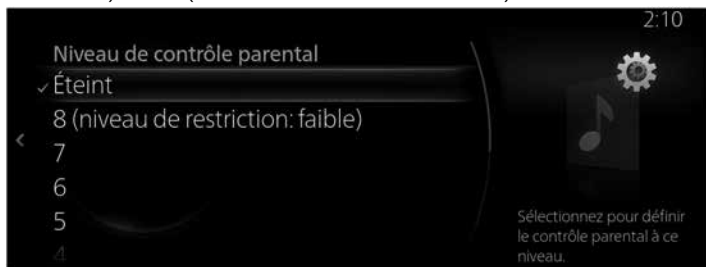 2:10
Niveau de contrôle parental
✓Éteint
8 (niveau de restriction: faible)
7
6
5
4
Sélectionnez pour définir
le contrôle parental à ce
niveau.